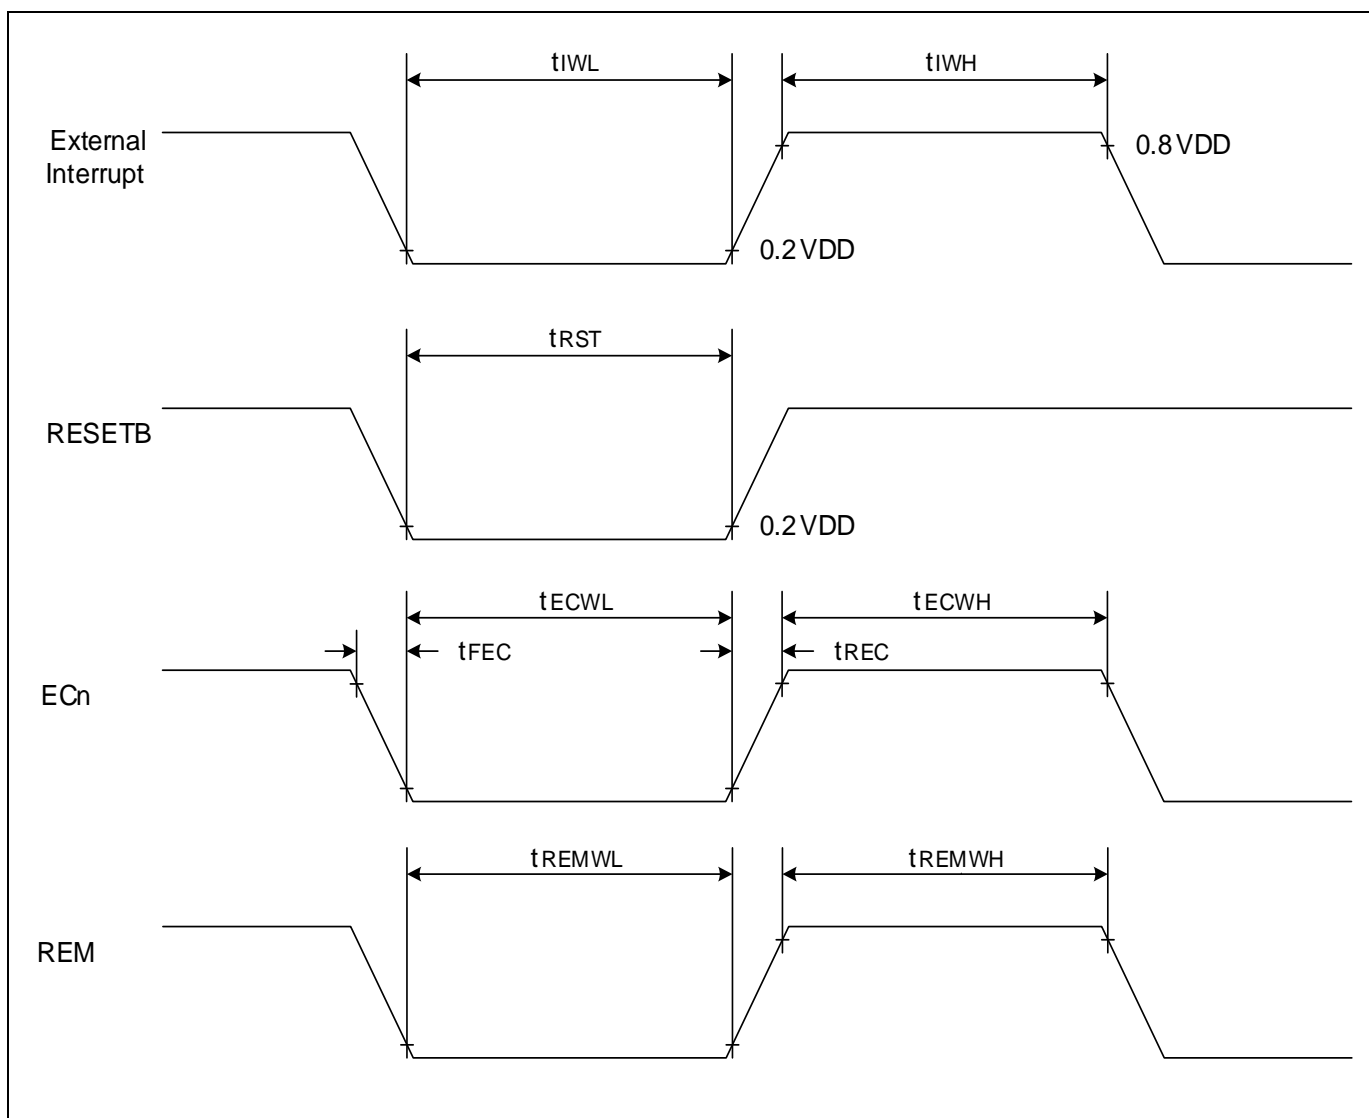 tIWL
tIWH
External
Interrupt
0.8VDD
0.2VDD
tRST
RESETB
0.2VDD
tECWL
tECWH
tFEC
tREC
ECn
tREMWL
tREMWH
REM